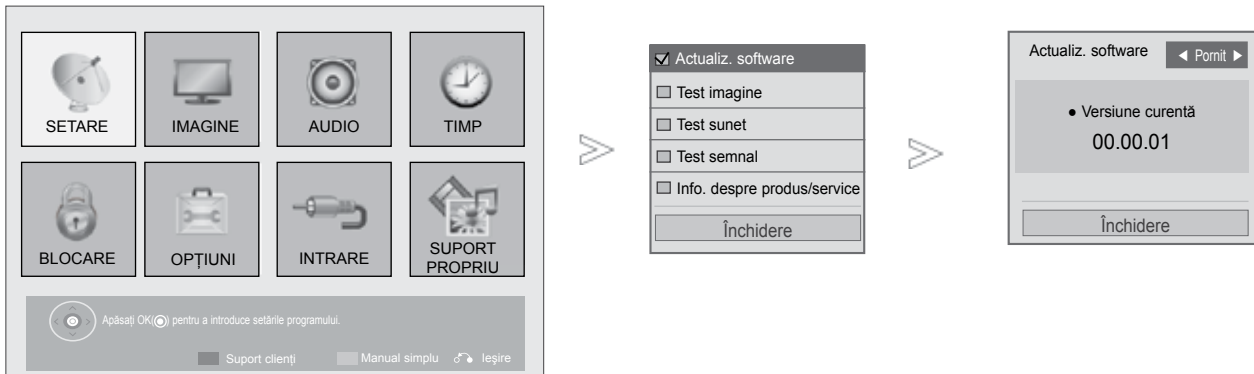 SETARE
IMAGINE
AUDIO
TIMP
BLOCARE
OPȚIUNI
INTRARE
SUPORT
PROPRIU
Apăsați OK(◉) pentru a introduce setările programului.
Suport clienți
Manual simplu
Ieșire
Actualiz. software
Test imagine
Test sunet
Test semnal
Info. despre produs/service
Închidere
Actualiz. software
◀ Pornit ▶
● Versiune curentă
00.00.01
Închidere